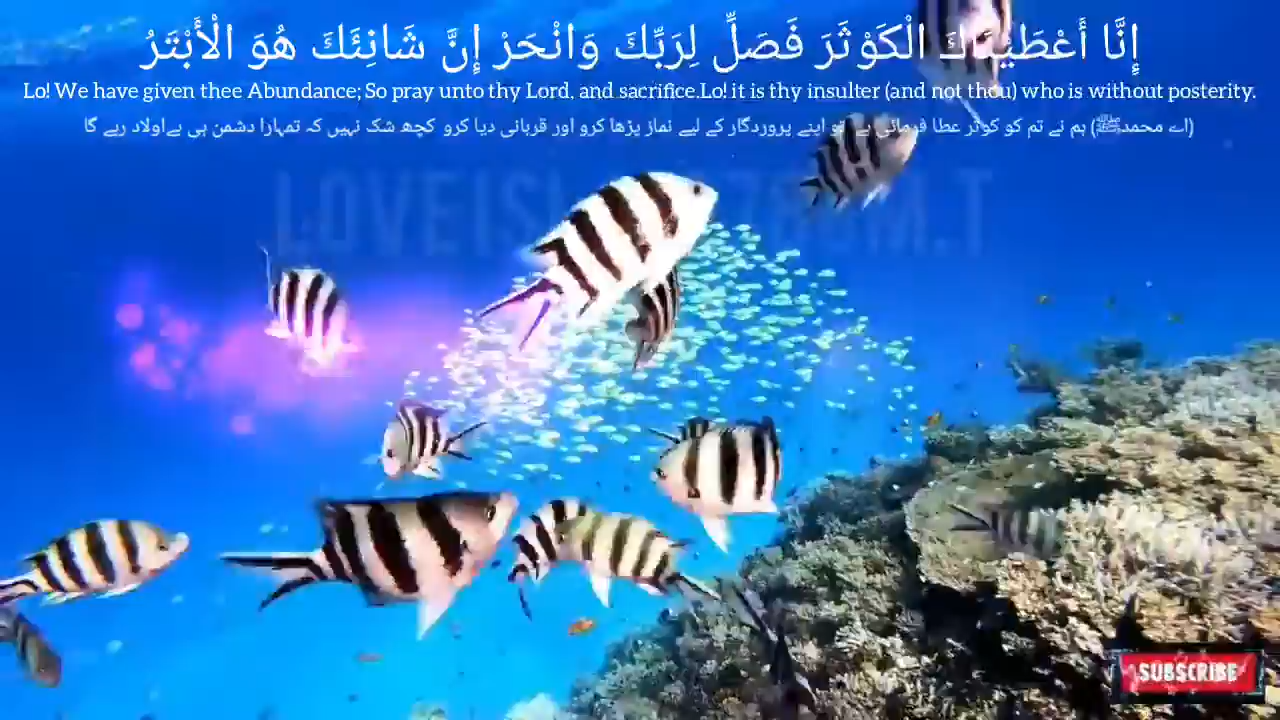 إِنَّا أَعْطَيْنَاكَ الْكَوْثَرَ فَصَلِّ لِرَبِّكَ وَانْحَرْ إِنَّ شَانِئَكَ هُوَ الْأَبْتَرُ
Lo! We have given thee Abundance; So pray unto thy Lord, and sacrifice.Lo! it is thy insulter (and not thou) who is without posterity.
(اے محمدﷺ) ہم نے تم کو کوثر عطا فرمائی ہے تو اپنے پروردگار کے لیے نماز پڑھا کرو اور قربانی دیا کرو کچھ شک نہیں کہ تمہارا دشمن ہی بےاولاد رہے گا
SUBSCRIBE